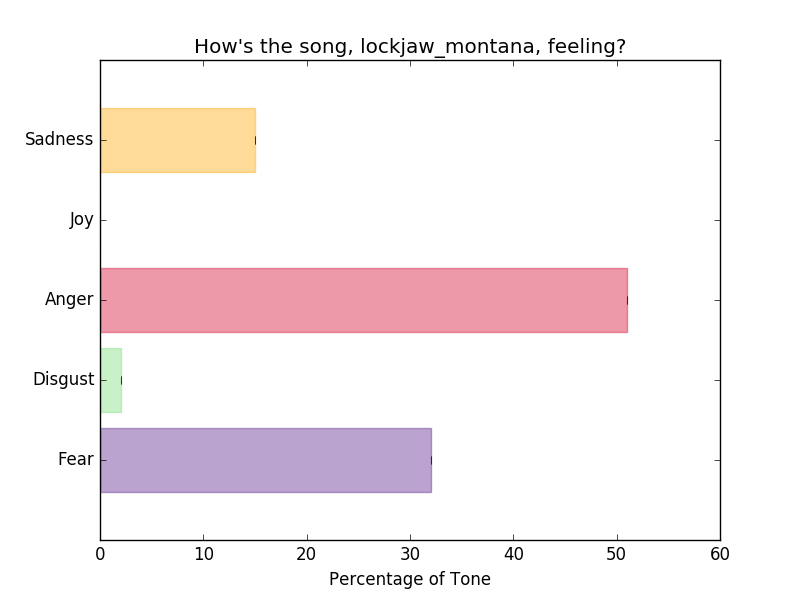 How's the song, lockjaw_montana, feeling?
Sadness
Joy
Anger
Disgust
Fear
0 10 20 30 40 50 60
Percentage of Tone